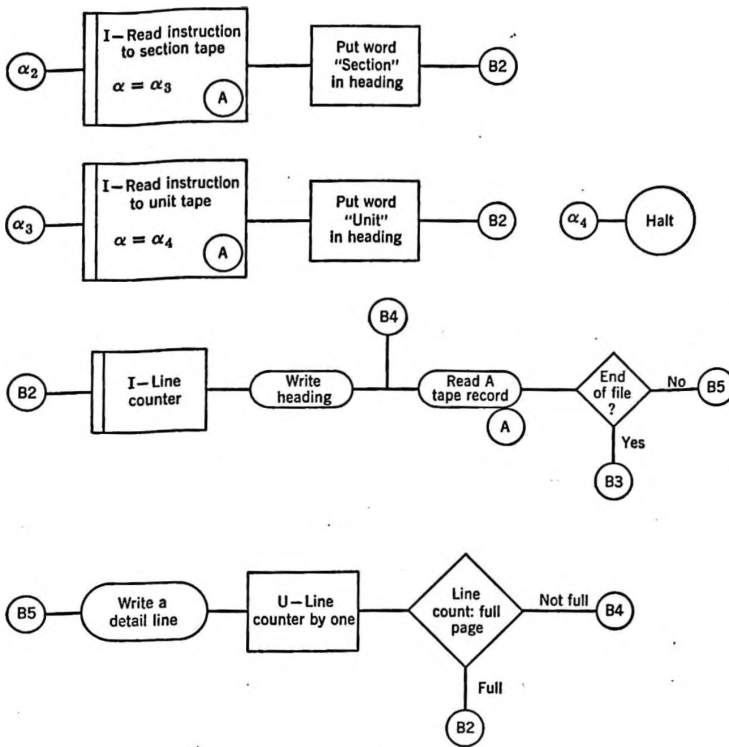 I—Read instruction
to section tape
α₂
α = α₃
A
Put word
"Section"
in heading
B2
I—Read instruction
to unit tape
α₃
α = α₄
A
Put word
"Unit"
in heading
B2
α₄
Halt
B4
B2
I—Line
counter
Write
heading
Read A
tape record
A
End
of file
?
No
B5
Yes
B3
B5
Write a
detail line
U—Line
counter by one
Line
count: full
page
Not full
B4
Full
B2